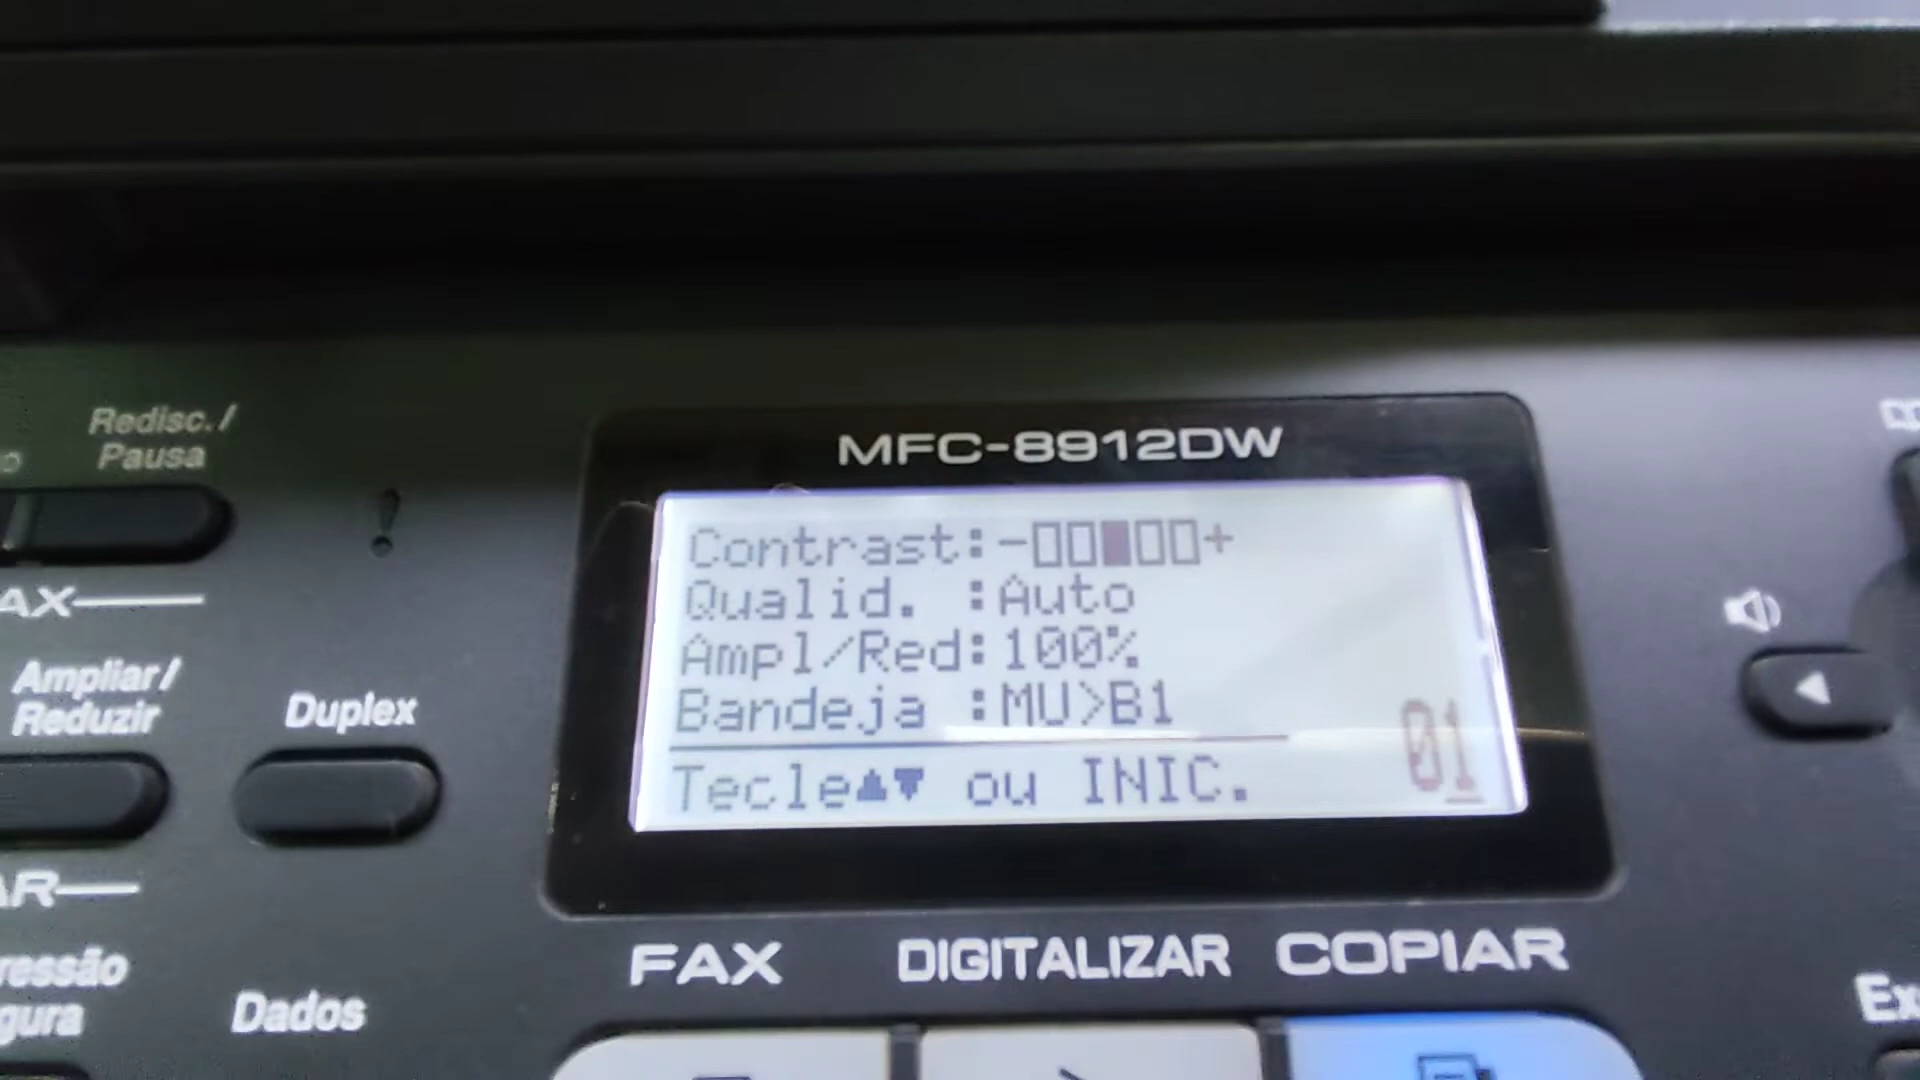 MFC-8912DW
Contrast:-▯▯▮▯▯+
Qualid. :Auto
Ampl/Red:100%
Bandeja :MU>B1
Tecle▲▼ ou INIC.
01
Redisc./
Pausa
Ampliar/
Reduzir
Duplex
Dados
FAX
DIGITALIZAR
COPIAR